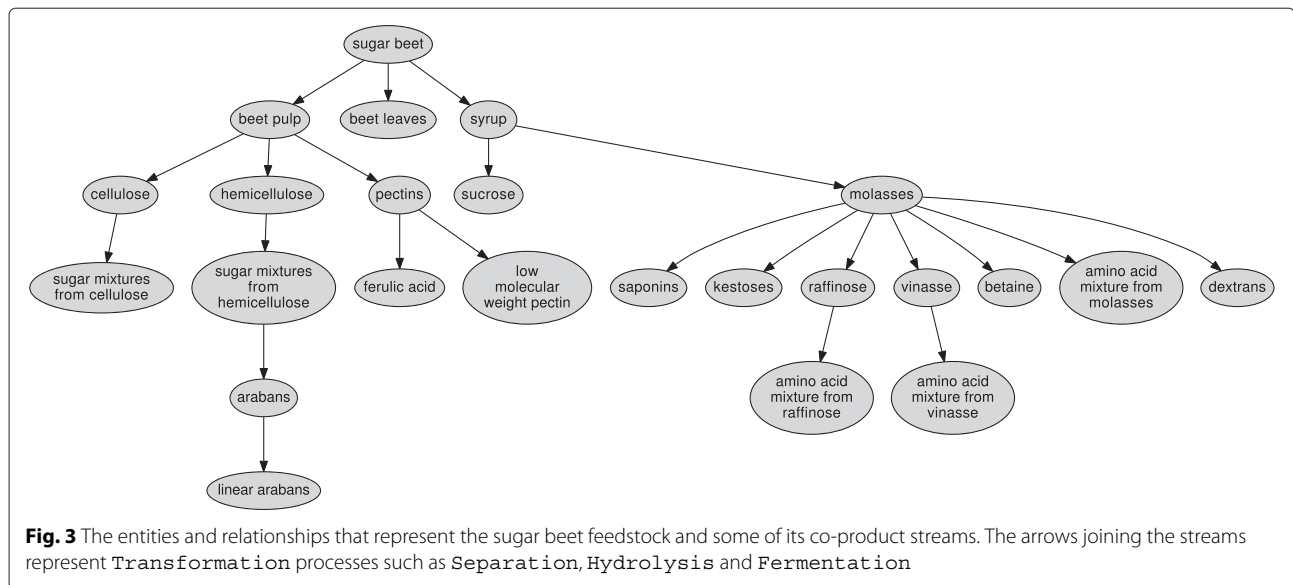 sugar beet
beet pulp
beet leaves
syrup
cellulose
hemicellulose
pectins
sucrose
molasses
sugar mixtures
from cellulose
sugar mixtures
from
hemicellulose
ferulic acid
low
molecular
weight pectin
saponins
kestoses
raffinose
vinasse
betaine
amino acid
mixture from
molasses
dextrans
amino acid
mixture from
raffinose
amino acid
mixture from
vinasse
arabans
linear arabans
Fig. 3 The entities and relationships that represent the sugar beet feedstock and some of its co-product streams. The arrows joining the streams
represent Transformation processes such as Separation, Hydrolysis and Fermentation